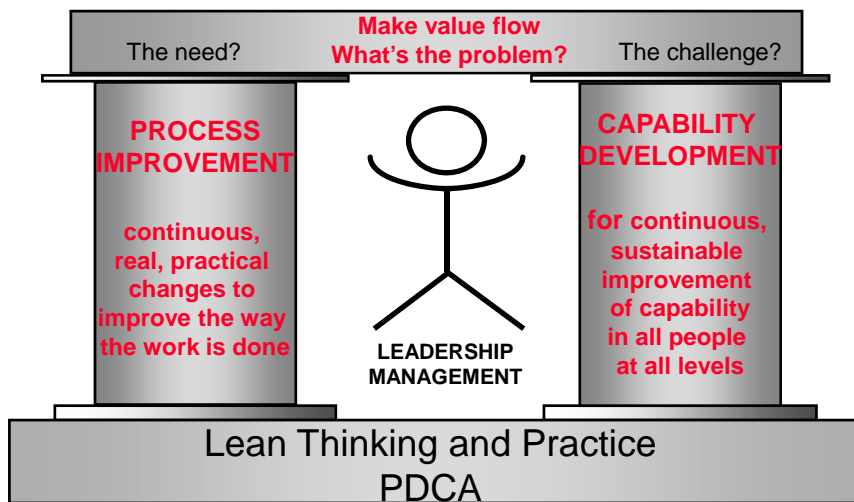 Make value flow
The need?
What's the problem?
The challenge?
PROCESS
IMPROVEMENT
continuous,
real, practical
changes to
improve the way
the work is done
LEADERSHIP
MANAGEMENT
CAPABILITY
DEVELOPMENT
for continuous,
sustainable
improvement
of capability
in all people
at all levels
Lean Thinking and Practice
PDCA